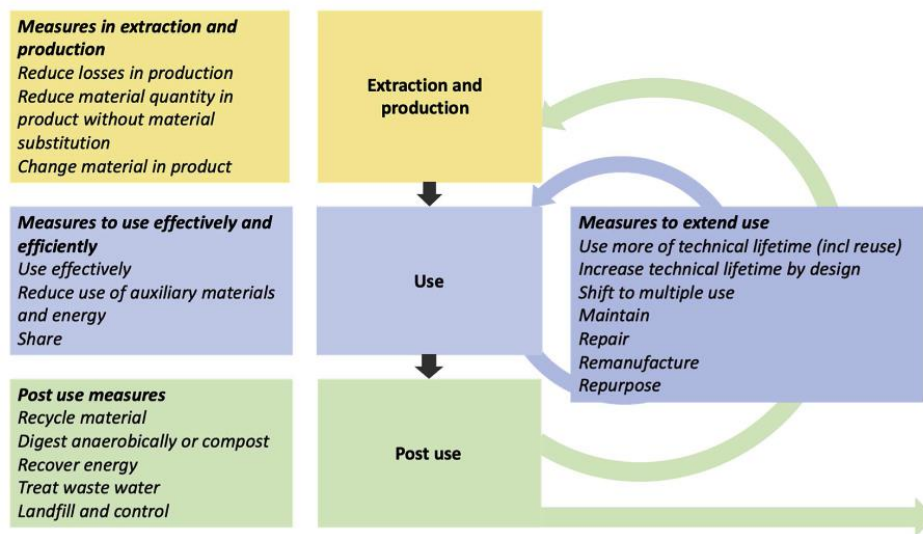 Measures in extraction and
production
Reduce losses in production
Reduce material quantity in
product without material
substitution
Change material in product
Extraction and
production
Measures to use effectively and
efficiently
Use effectively
Reduce use of auxiliary materials
and energy
Share
Use
Measures to extend use
Use more of technical lifetime (incl reuse)
Increase technical lifetime by design
Shift to multiple use
Maintain
Repair
Remanufacture
Repurpose
Post use measures
Recycle material
Digest anaerobically or compost
Recover energy
Treat waste water
Landfill and control
Post use